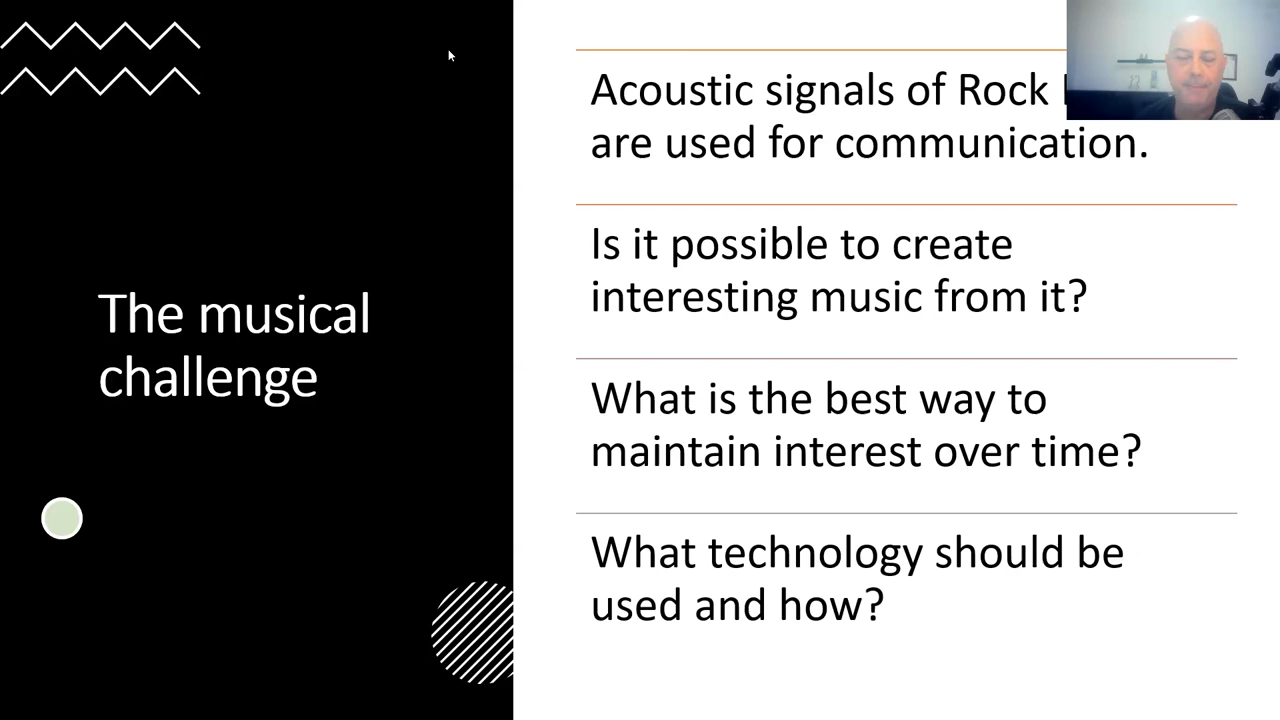 The musical
challenge
Acoustic signals of Rock
are used for communication.
Is it possible to create
interesting music from it?
What is the best way to
maintain interest over time?
What technology should be
used and how?